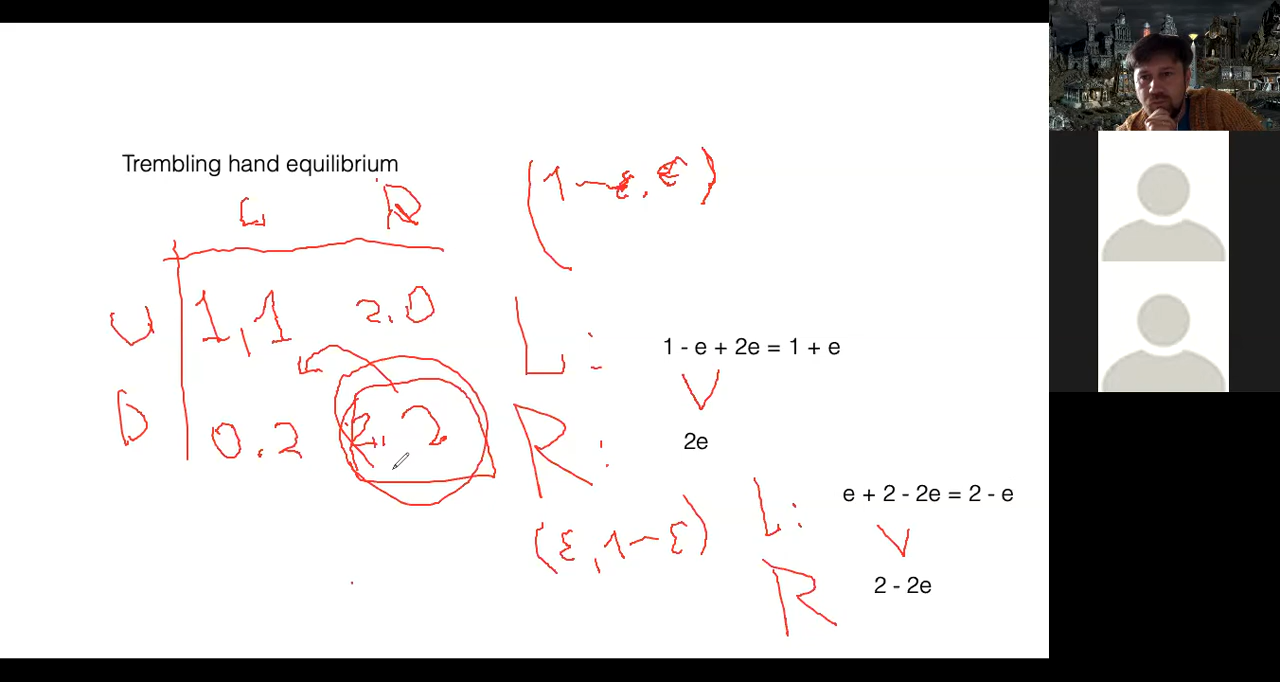 Trembling hand equilibrium
(1-ε, ε)
L R
U 1,1 2.0
D 0.2 2, 2
L: 1 - e + 2e = 1 + e
V
R: 2e
(ε, 1-ε)
L: e + 2 - 2e = 2 - e
V
R 2 - 2e